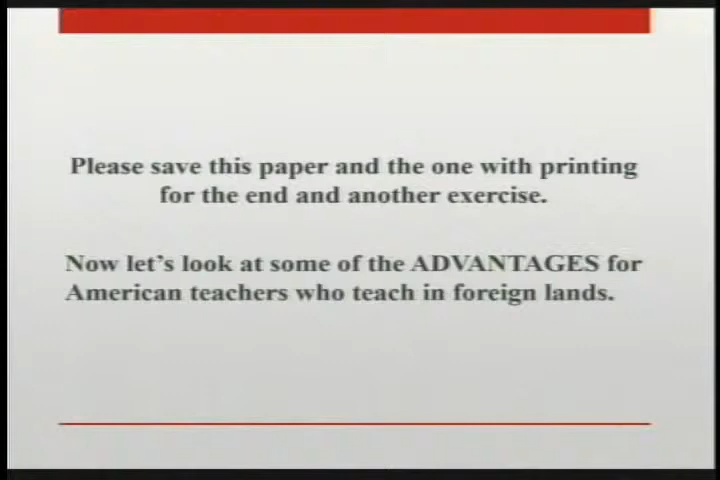 Please save this paper and the one with printing
for the end and another exercise.
Now let's look at some of the ADVANTAGES for
American teachers who teach in foreign lands.